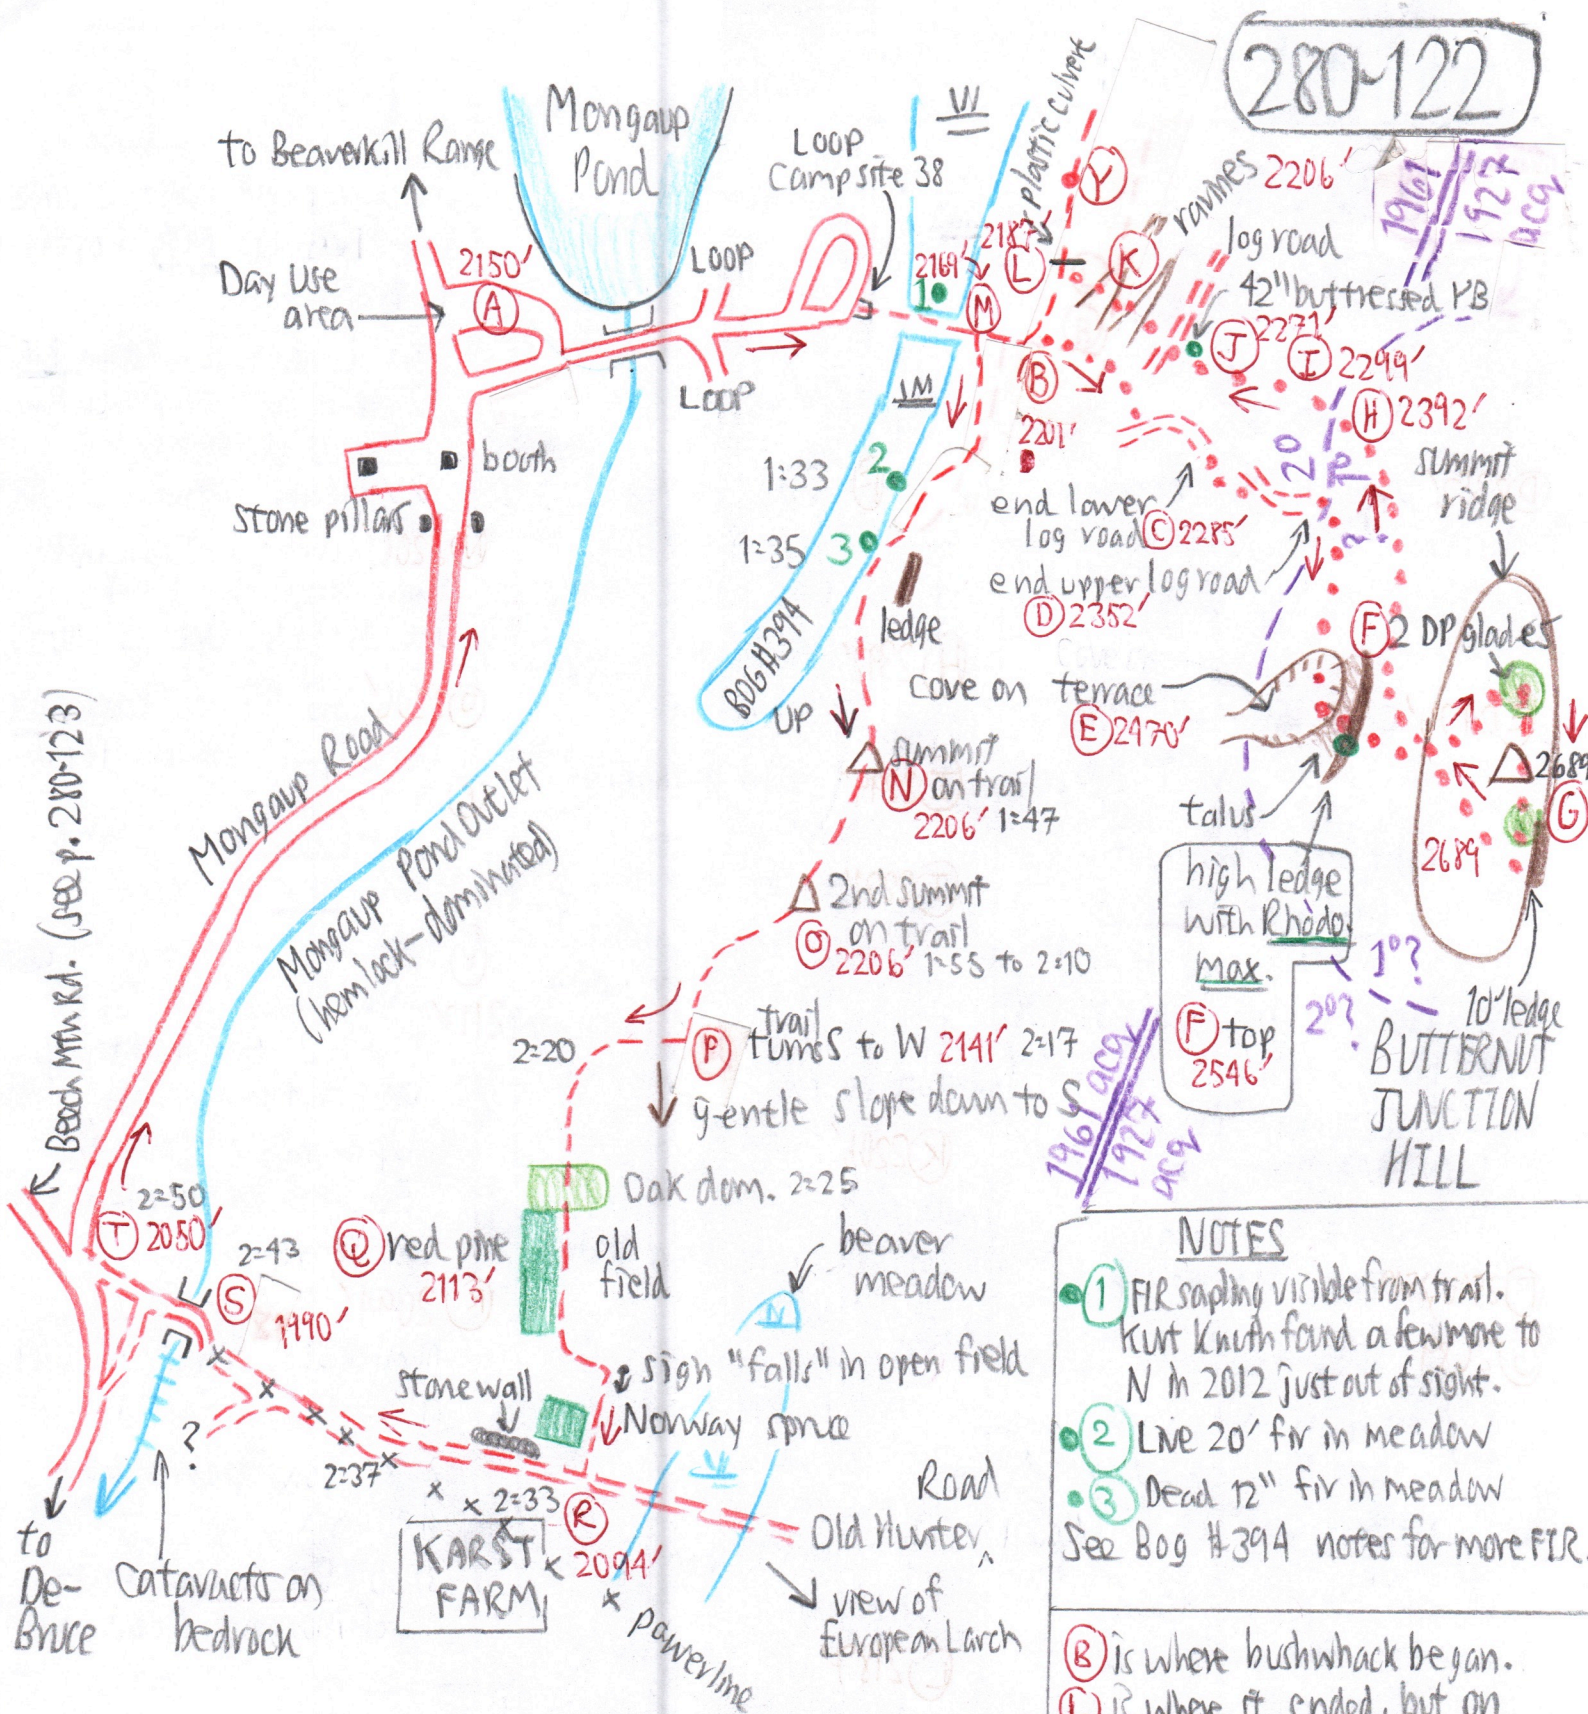 280-122
to Beaverkill Range
Mongaup
Pond
LOOP
Campsite 38
plastic culvert
Y
ravines
2206'
1961
1927
acq
Day Use
area
2150'
A
LOOP
LOOP
2169'
1
2187'
L
K
M
log road
42" buttressed YB
J
2271'
I
2299'
H
2392'
B
2201'
booth
stone pillars
1:33
2
1:35
3
BOG #394
ledge
UP
end lower
log road
C
2285'
end upper log road
D
2352'
20
summit
ridge
F
2 DP glades
cove on terrace
E
2470'
talus
2689
G
2689
high ledge
with Rhodo.
max.
F
top
2546'
1°?
2°?
10' ledge
BUTTERNUT
JUNCTION
HILL
1961 acq
1927
acq
summit
N
on trail
2206' 1:47
2nd summit
O
on trail
2206' 1:55 to 2:10
2:20
P
trail
turns S to W 2141' 2:17
gentle slope down to S
Beech Mtn Rd. (see p. 280-123)
Mongaup Road
Mongaup Pond Outlet
(hemlock-dominated)
Oak dom. 2:25
2:50
T
2050'
2:43
S
1990'
Q
red pine
2113'
old
field
beaver
meadow
sign "falls" in open field
stone wall
Norway spruce
?
2:37
2:33
R
2094'
KARST
FARM
Road
Old Hunter
view of
European Larch
powerline
to
De-
Bruce
Cataracts on
bedrock
NOTES
1 FIR sapling visible from trail.
Kurt Knuth found a few more to
N in 2012 just out of sight.
2 Live 20' fir in meadow
3 Dead 12" fir in meadow
See Bog #394 notes for more FIR.
B is where bushwhack began.
L is where it ended, but on